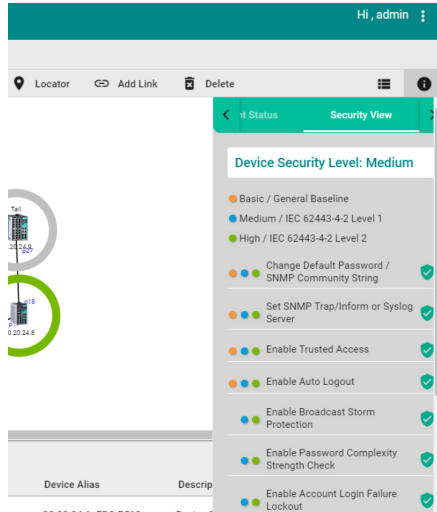 Hi , admin
Locator
Add Link
Delete
nt Status
Security View
Device Security Level: Medium
Basic / General Baseline
Medium / IEC 62443-4-2 Level 1
High / IEC 62443-4-2 Level 2
Change Default Password /
SNMP Community String
Set SNMP Trap/Inform or Syslog
Server
Enable Trusted Access
Enable Auto Logout
Enable Broadcast Storm
Protection
Enable Password Complexity
Strength Check
Enable Account Login Failure
Lockout
Tail
.20.24.9
p27
p18
0.20.24.8
Device Alias
Descrip